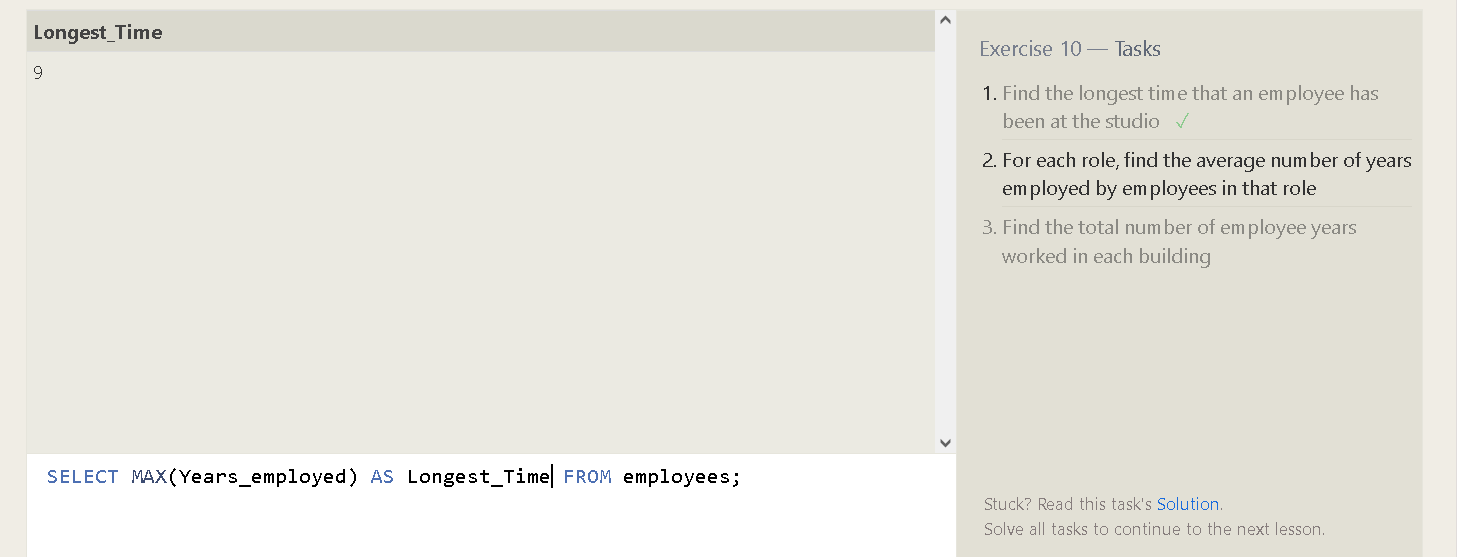 Longest_Time
9
SELECT MAX(Years_employed) AS Longest_Time FROM employees;
Exercise 10 — Tasks
1. Find the longest time that an employee has
been at the studio ✓
2. For each role, find the average number of years
employed by employees in that role
3. Find the total number of employee years
worked in each building
Stuck? Read this task's Solution.
Solve all tasks to continue to the next lesson.